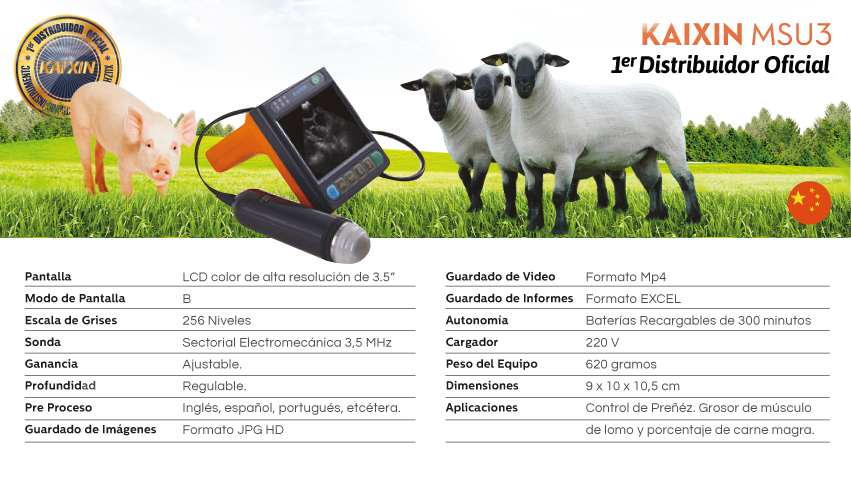 1er DISTRIBUIDOR OFICIAL
KAIXIN
KAIXIN MSU3
1er Distribuidor Oficial
Pantalla LCD color de alta resolución de 3.5”
Modo de Pantalla B
Escala de Grises 256 Niveles
Sonda Sectorial Electromecánica 3,5 MHz
Ganancia Ajustable.
Profundidad Regulable.
Pre Proceso Inglés, español, portugués, etcétera.
Guardado de Imágenes Formato JPG HD
Guardado de Video Formato Mp4
Guardado de Informes Formato EXCEL
Autonomía Baterías Recargables de 300 minutos
Cargador 220 V
Peso del Equipo 620 gramos
Dimensiones 9 x 10 x 10,5 cm
Aplicaciones Control de Preñéz. Grosor de músculo
de lomo y porcentaje de carne magra.